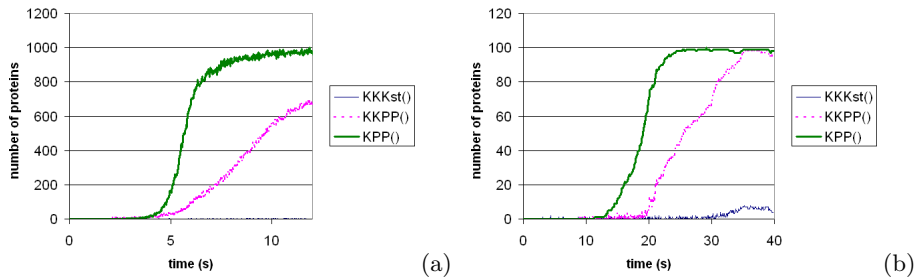 number of proteins
1200
1000
800
600
400
200
0
0 5 10
time (s)
KKKst()
KKPP()
KPP()
(a)
number of proteins
120
100
80
60
40
20
0
0 10 20 30 40
time (s)
KKKst()
KKPP()
KPP()
(b)